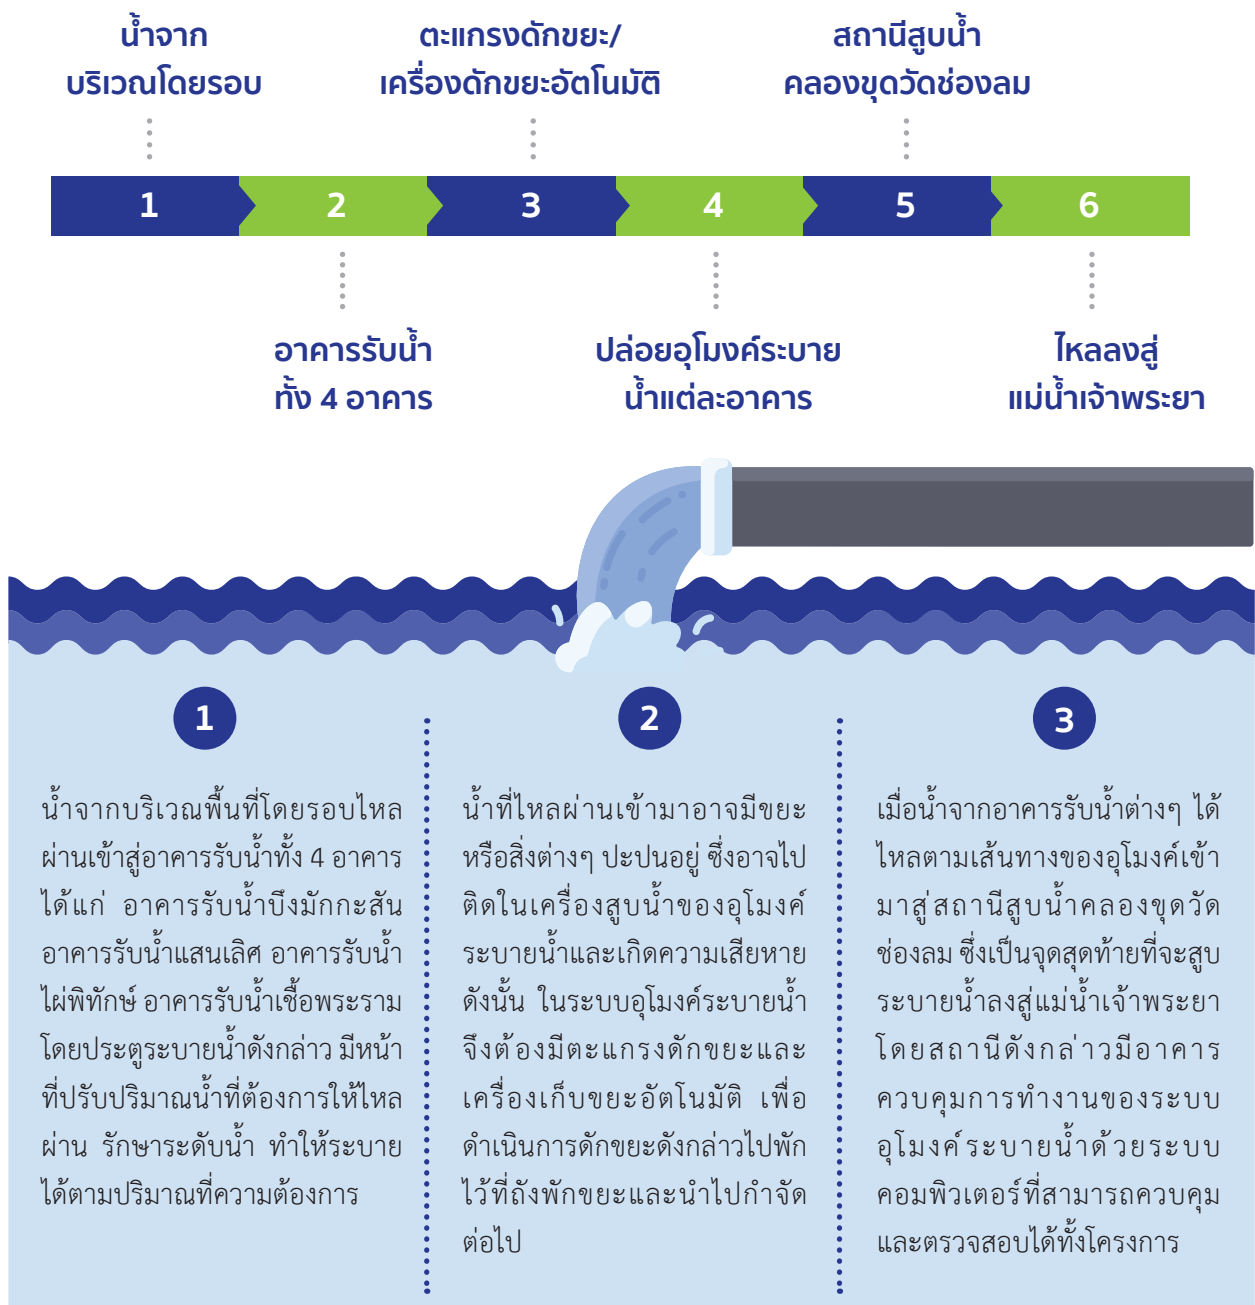 น้ำจาก
บริเวณโดยรอบ
ตะแกรงดักขยะ/
เครื่องดักขยะอัตโนมัติ
สถานีสูบน้ำ
คลองขุดวัดช่องลม
1
2
3
4
5
6
อาคารรับน้ำ
ทั้ง 4 อาคาร
ปล่อยอุโมงค์ระบาย
น้ำแต่ละอาคาร
ไหลลงสู่
แม่น้ำเจ้าพระยา
1
น้ำจากบริเวณพื้นที่โดยรอบไหล
ผ่านเข้าสู่อาคารรับน้ำทั้ง 4 อาคาร
ได้แก่ อาคารรับน้ำบึงมักกะสัน
อาคารรับน้ำแสนเลิศ อาคารรับน้ำ
ไผ่พิทักษ์ อาคารรับน้ำเชื้อพระราม
โดยประตูระบายน้ำดังกล่าว มีหน้า
ที่ปรับปริมาณน้ำที่ต้องการให้ไหล
ผ่าน รักษาระดับน้ำ ทำให้ระบาย
ได้ตามปริมาณที่ความต้องการ
2
น้ำที่ไหลผ่านเข้ามาอาจมีขยะ
หรือสิ่งต่างๆ ปะปนอยู่ ซึ่งอาจไป
ติดในเครื่องสูบน้ำของอุโมงค์
ระบายน้ำและเกิดความเสียหาย
ดังนั้น ในระบบอุโมงค์ระบายน้ำ
จึงต้องมีตะแกรงดักขยะและ
เครื่องเก็บขยะอัตโนมัติ เพื่อ
ดำเนินการดักขยะดังกล่าวไปพัก
ไว้ที่ถังพักขยะและนำไปกำจัด
ต่อไป
3
เมื่อน้ำจากอาคารรับน้ำต่างๆ ได้
ไหลตามเส้นทางของอุโมงค์เข้า
มาสู่สถานีสูบน้ำคลองขุดวัด
ช่องลม ซึ่งเป็นจุดสุดท้ายที่จะสูบ
ระบายน้ำลงสู่แม่น้ำเจ้าพระยา
โดยสถานีดังกล่าวมีอาคาร
ควบคุมการทำงานของระบบ
อุโมงค์ระบายน้ำด้วยระบบ
คอมพิวเตอร์ที่สามารถควบคุม
และตรวจสอบได้ทั้งโครงการ